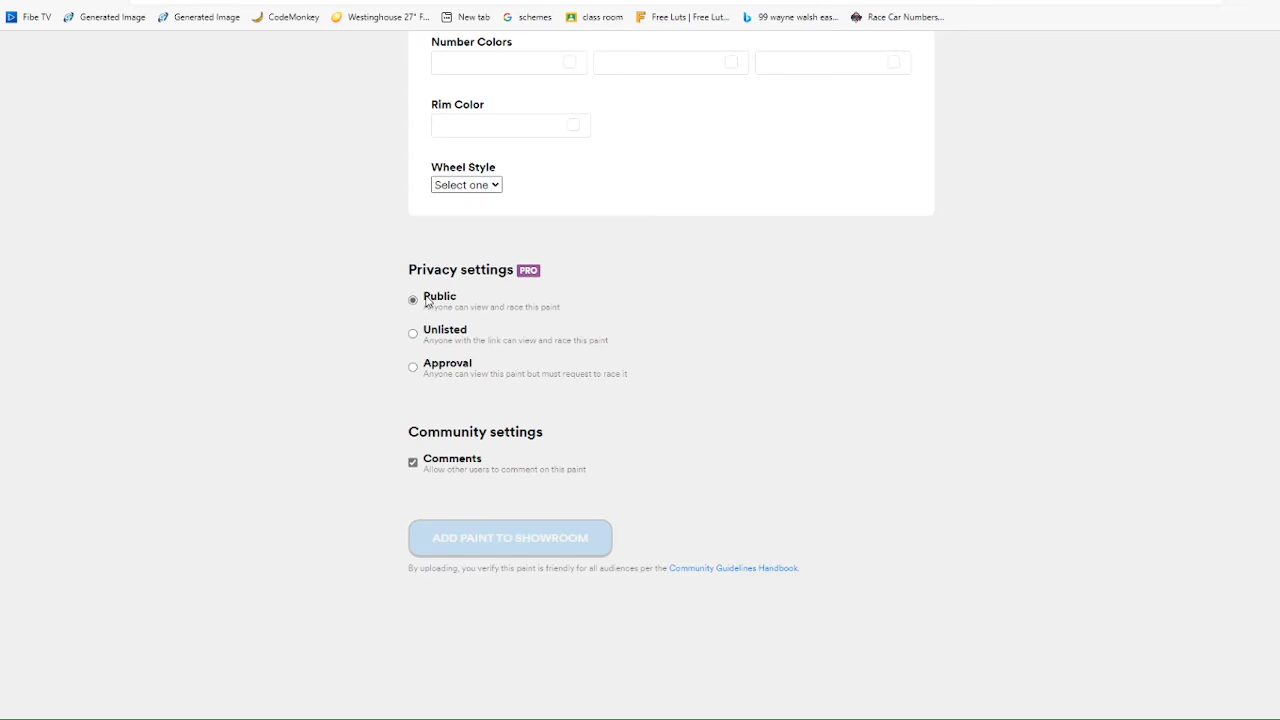 Fibe TV Generated Image Generated Image CodeMonkey Westinghouse 27" F... New tab schemes class room Free Luts | Free Lut... 99 wayne walsh eas... Race Car Numbers...
Number Colors
Rim Color
Wheel Style
Select one
Privacy settings PRO
Public
Anyone can view and race this paint
Unlisted
Anyone with the link can view and race this paint
Approval
Anyone can view this paint but must request to race it
Community settings
Comments
Allow other users to comment on this paint
ADD PAINT TO SHOWROOM
By uploading, you verify this paint is friendly for all audiences per the Community Guidelines Handbook.